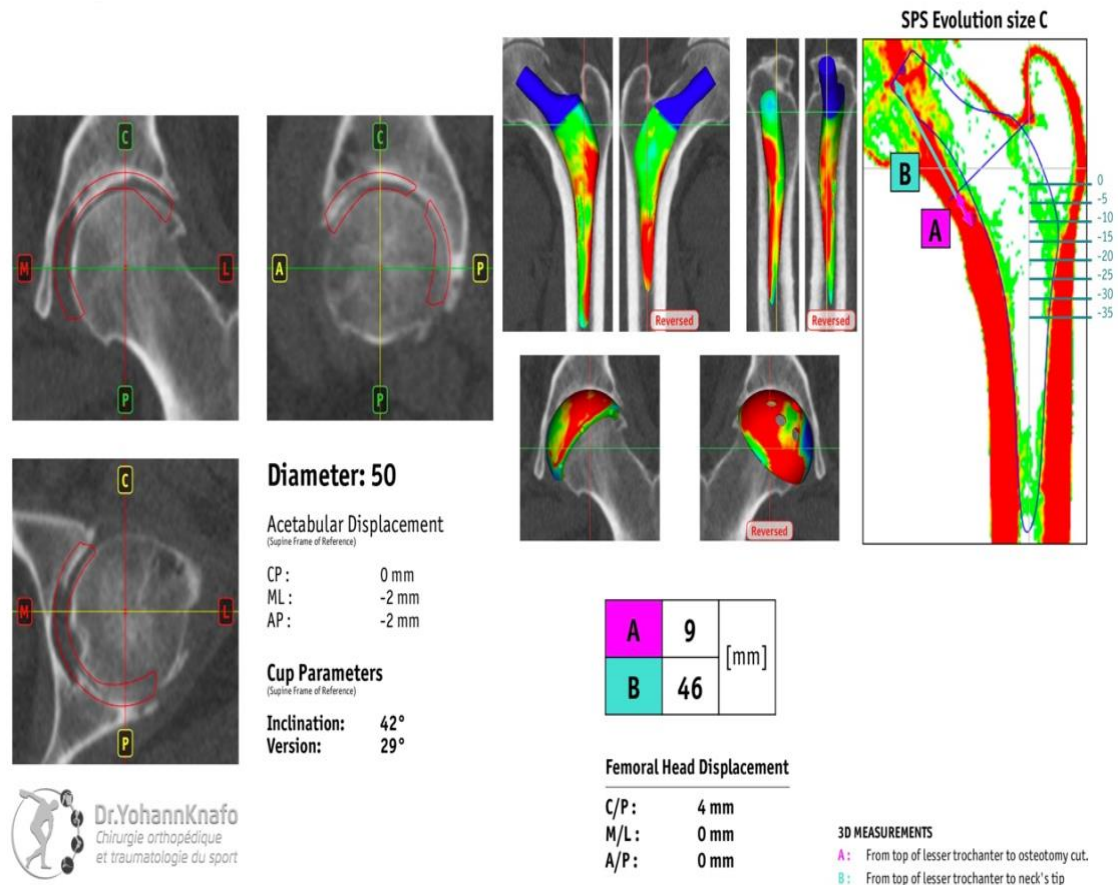 SPS Evolution size C
C
M
L
P
C
A
P
P
Reversed
Reversed
B
A
0
-5
-10
-15
-20
-25
-30
-35
Reversed
C
M
L
P
Diameter: 50
Acetabular Displacement
(Supine Frame of Reference)
CP : 0 mm
ML : -2 mm
AP : -2 mm
Cup Parameters
(Supine Frame of Reference)
Inclination: 42°
Version: 29°
A 9 [mm]
B 46
Femoral Head Displacement
C/P : 4 mm
M/L : 0 mm
A/P : 0 mm
Dr.YohannKnafo
Chirurgie orthopédique
et traumatologie du sport
3D MEASUREMENTS
A : From top of lesser trochanter to osteotomy cut.
B : From top of lesser trochanter to neck's tip